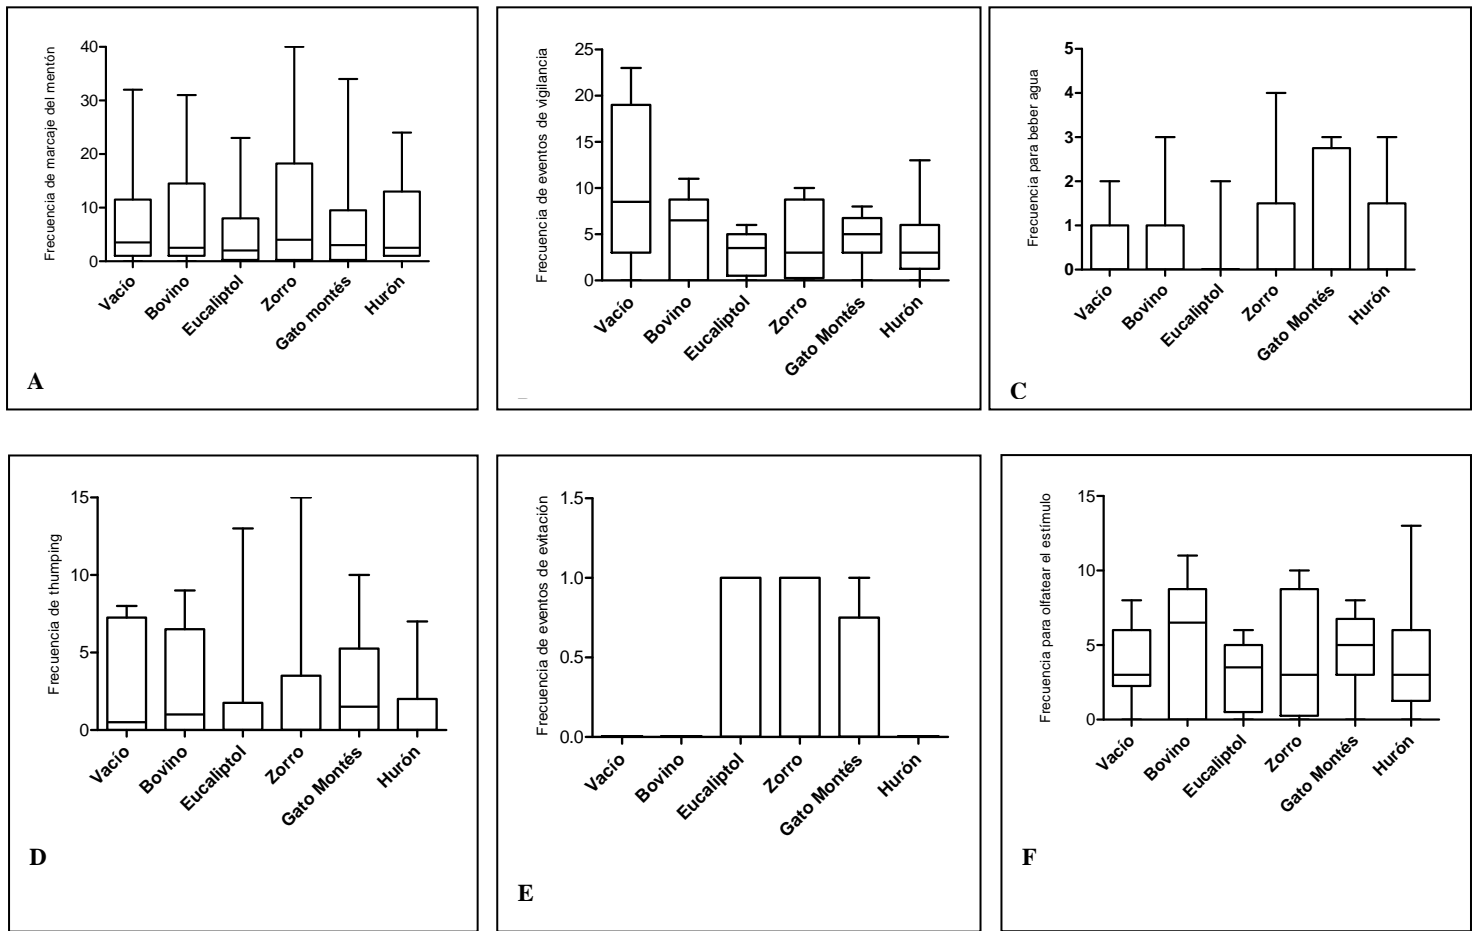 Frecuencia de marcaje del mentón
40
30
20
10
0
Vacío
Bovino
Eucaliptol
Zorro
Gato montés
Hurón
A
Frecuencia de eventos de vigilancia
25
20
15
10
5
0
Vacío
Bovino
Eucaliptol
Zorro
Gato Montés
Hurón
Frecuencia para beber agua
5
4
3
2
1
0
Vacío
Bovino
Eucaliptol
Zorro
Gato Montés
Hurón
C
Frecuencia de thumping
15
10
5
0
Vacío
Bovino
Eucaliptol
Zorro
Gato Montés
Hurón
D
Frecuencia de eventos de evitación
1.5
1.0
0.5
0.0
Vacío
Bovino
Eucaliptol
Zorro
Gato Montés
Hurón
E
Frecuencia para olfatear el estímulo
15
10
5
0
Vacío
Bovino
Eucaliptol
Zorro
Gato Montés
Hurón
F